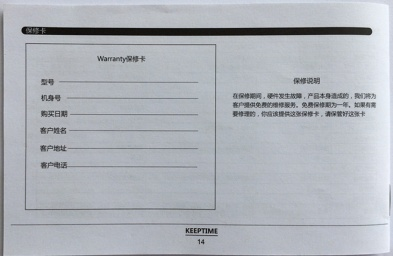 保修卡
Warranty保修卡
型号
机身号
购买日期
客户姓名
客户地址
客户电话
保修说明
在保修期间，硬件发生故障，产品本身造成的，我们将为
客户提供免费的维修服务。免费保修期为一年。如果有需
要修理的，你应该提供这张保修卡，请保管好这张卡
KEEPTIME
14